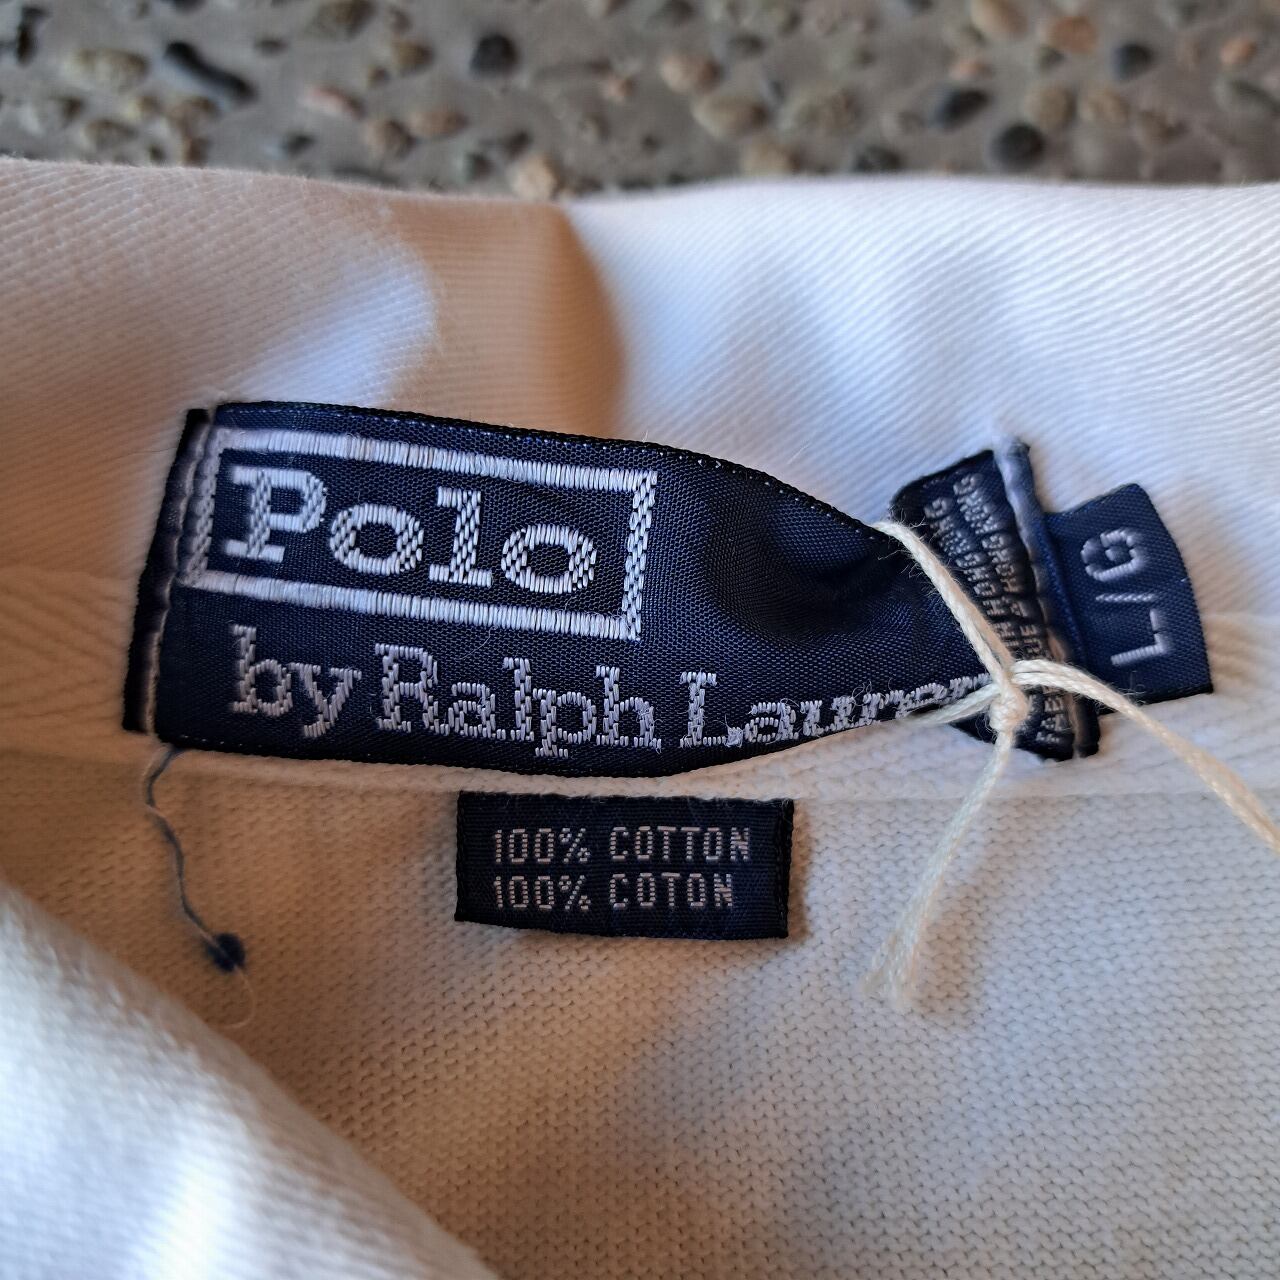 Polo
by Ralph Lauren
L/G
100% COTTON
100% COTON